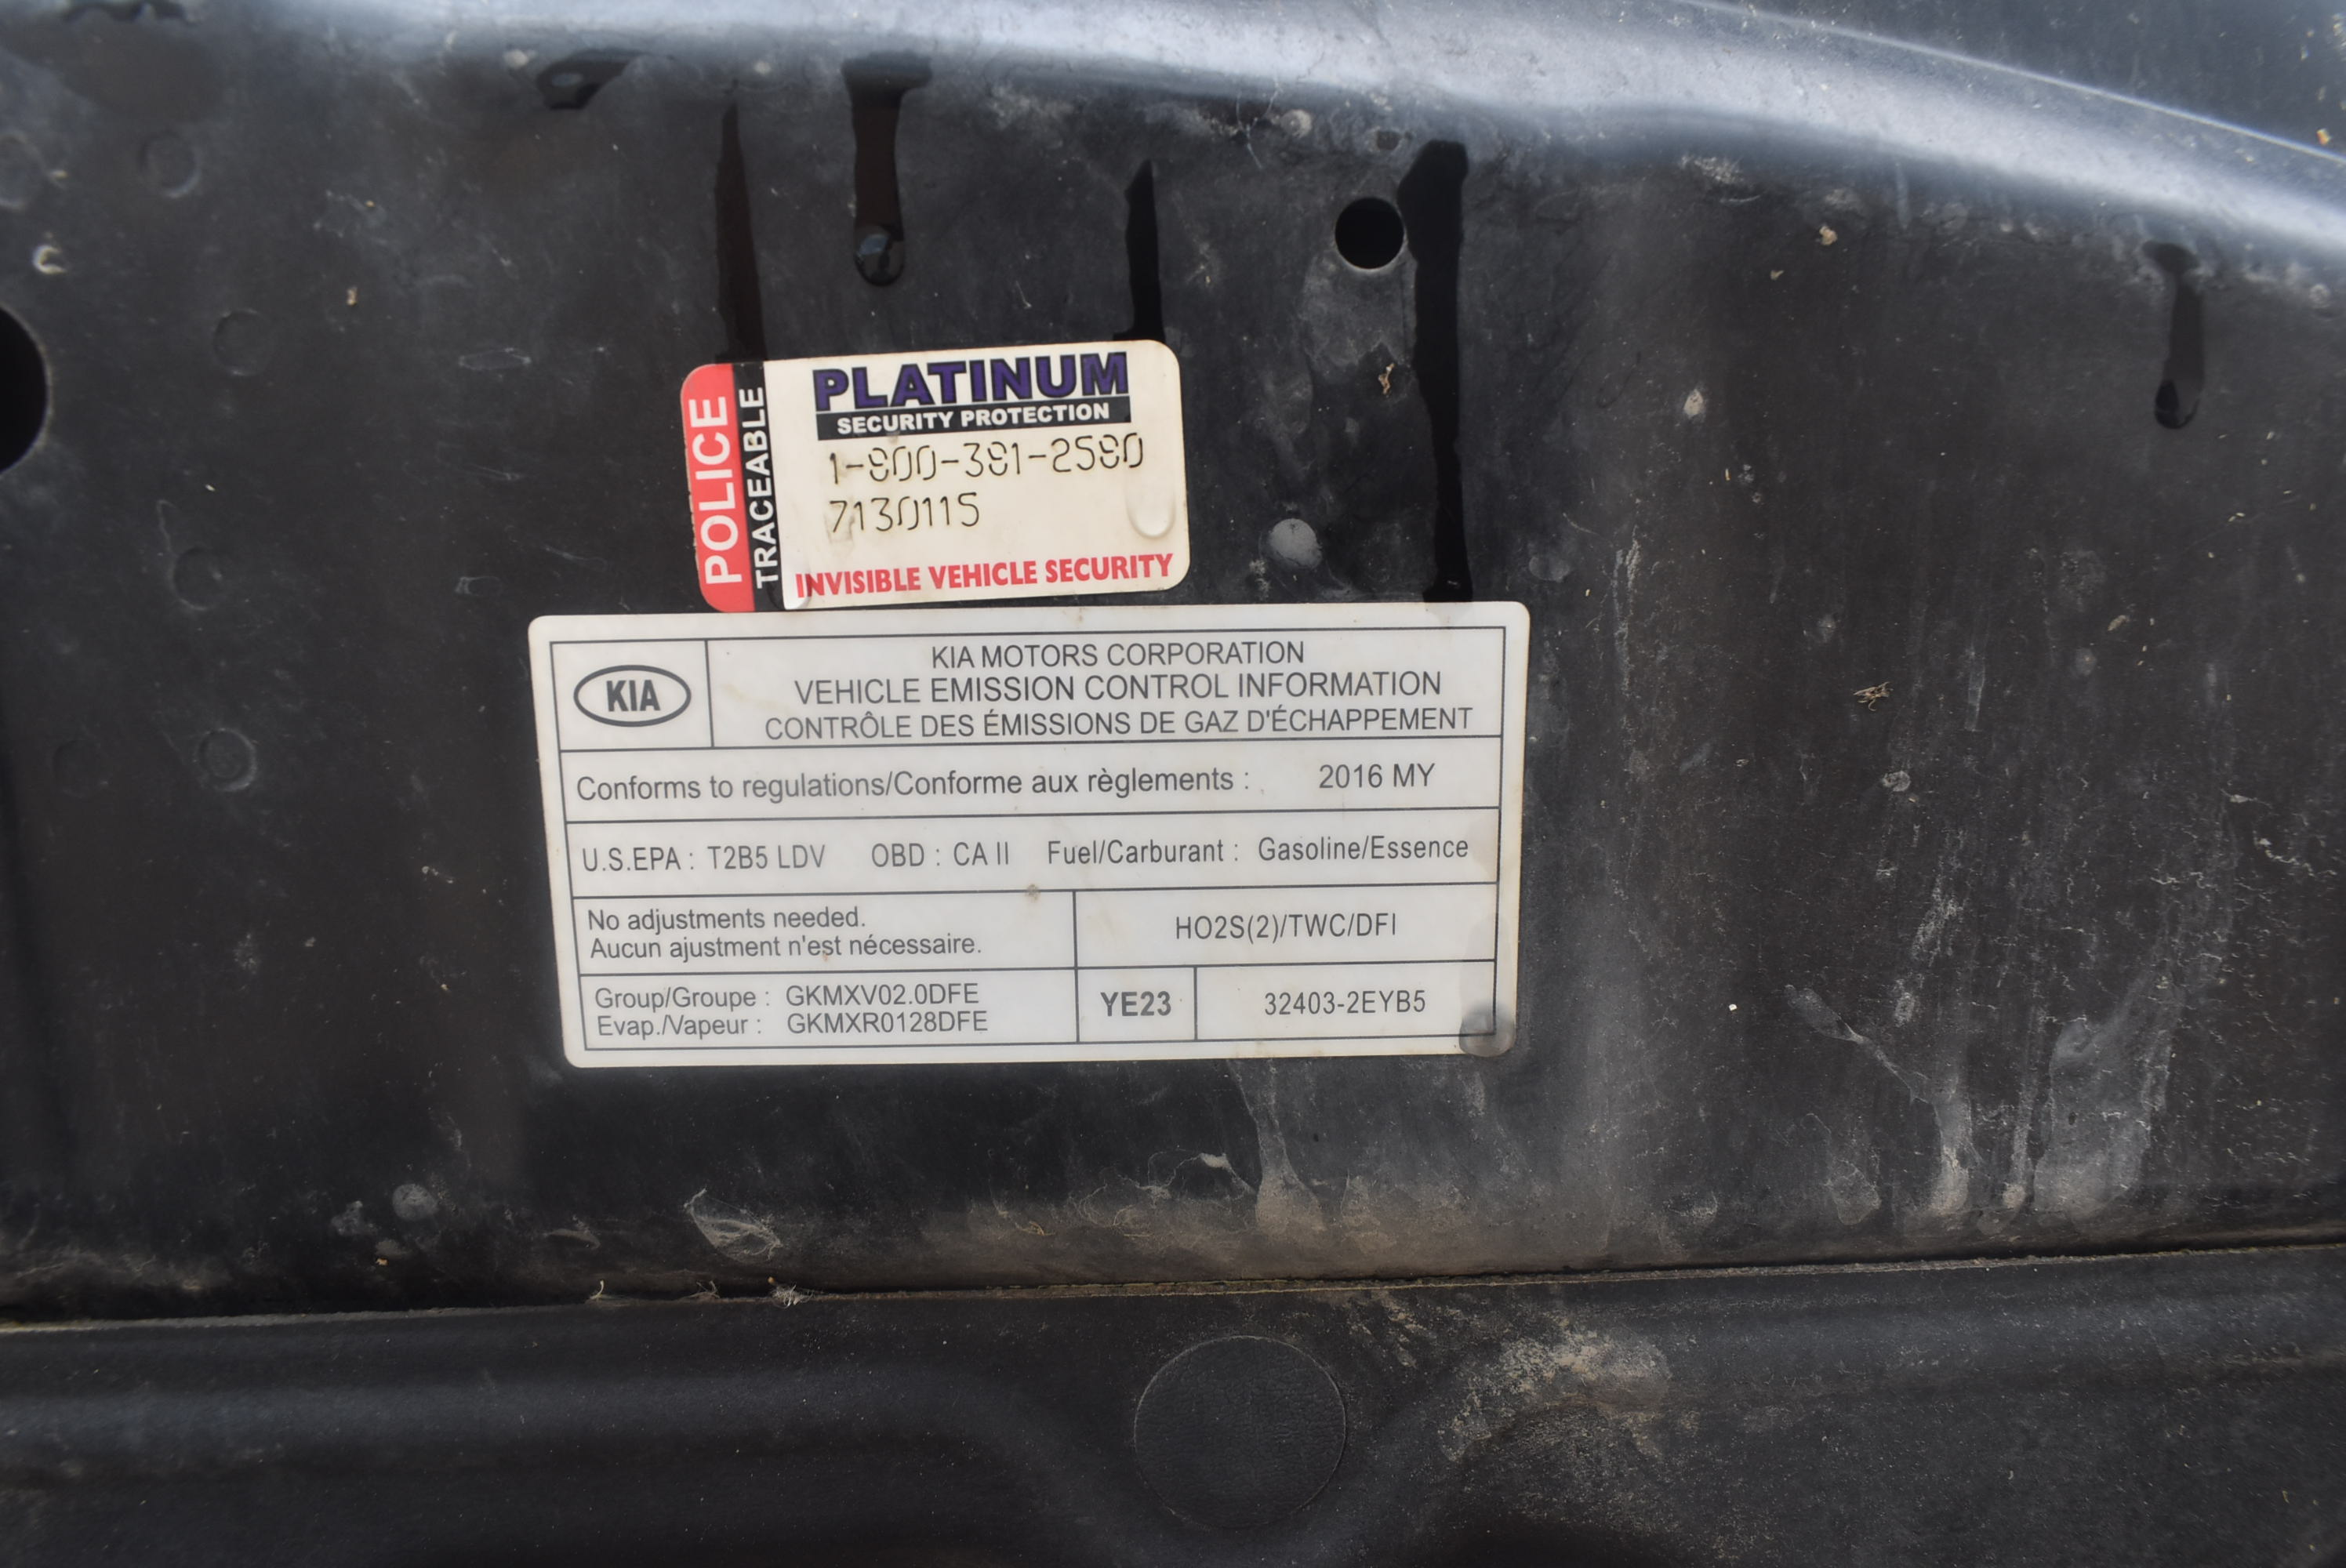 POLICE
TRACEABLE
PLATINUM
SECURITY PROTECTION
1-800-381-2580
7130115
INVISIBLE VEHICLE SECURITY
KIA
KIA MOTORS CORPORATION
VEHICLE EMISSION CONTROL INFORMATION
CONTRÔLE DES ÉMISSIONS DE GAZ D'ÉCHAPPEMENT
Conforms to regulations/Conforme aux règlements : 2016 MY
U.S.EPA : T2B5 LDV OBD : CA II Fuel/Carburant : Gasoline/Essence
No adjustments needed.
Aucun ajustment n'est nécessaire.
HO2S(2)/TWC/DFI
Group/Groupe : GKMXV02.0DFE
Evap./Vapeur : GKMXR0128DFE
YE23
32403-2EYB5